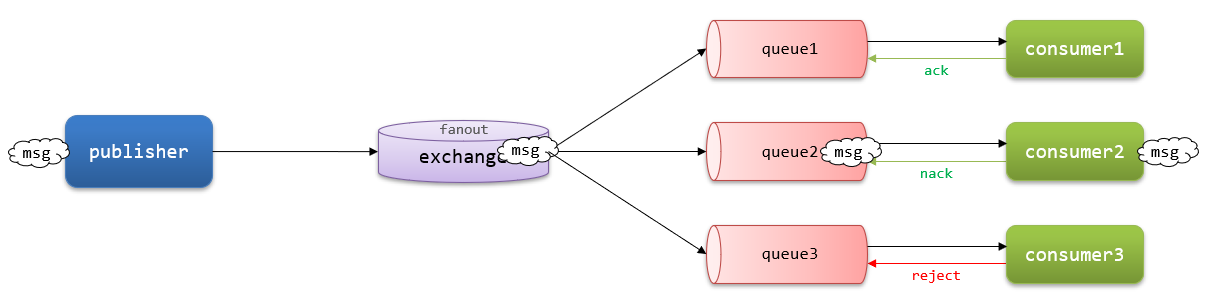 msg
publisher
fanout
exchange
msg
queue1
ack
consumer1
queue2
msg
nack
consumer2
msg
queue3
reject
consumer3